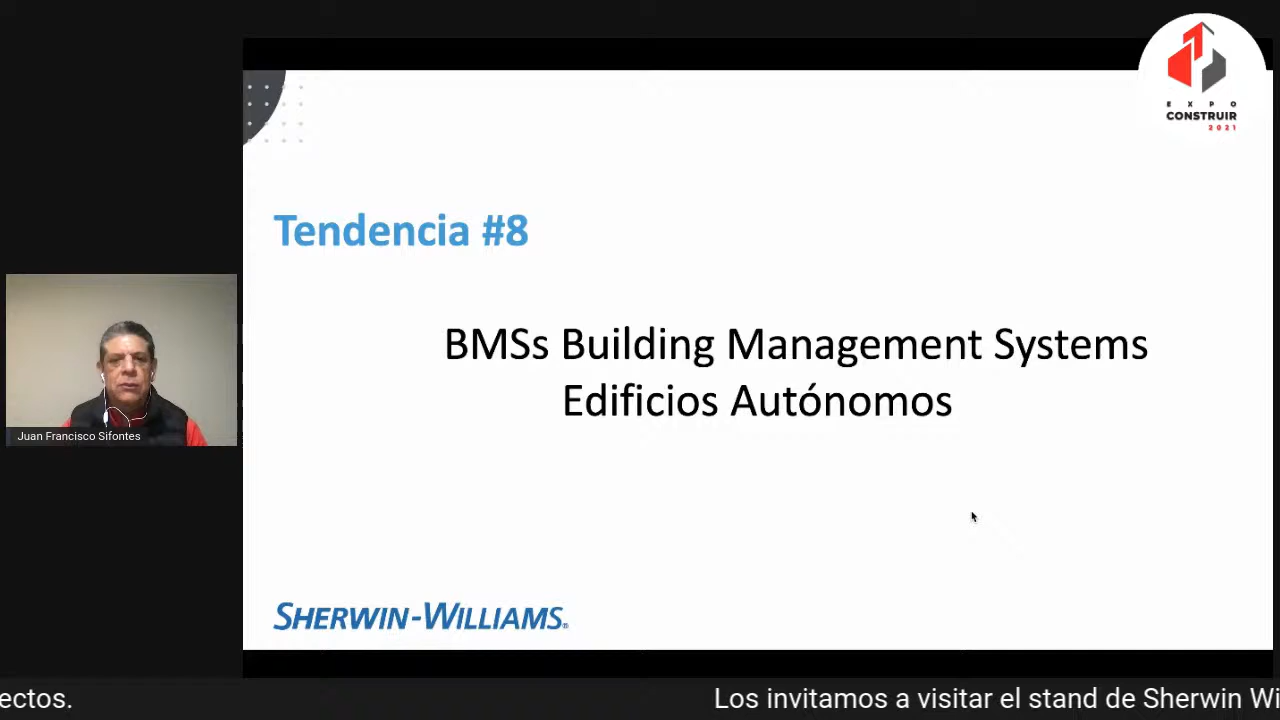 EXPO
CONSTRUIR
2021
Tendencia #8
BMSs Building Management Systems
Edificios Autónomos
Juan Francisco Sifontes
SHERWIN-WILLIAMS®
ectos.
Los invitamos a visitar el stand de Sherwin Wi